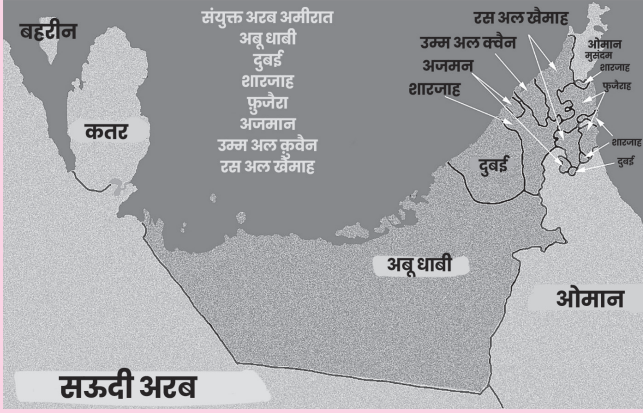 बहरीन
कतर
संयुक्त अरब अमीरात
अबू धाबी
दुबई
शारजाह
फ़ुजैरा
अजमान
उम्म अल क़ुवैन
रस अल खैमाह
रस अल खैमाह
उम्म अल क्वैन
अजमन
शारजाह
ओमान
मुसंदम
शारजाह
फुजैराह
शारजाह
दुबई
दुबई
अबू धाबी
ओमान
सऊदी अरब